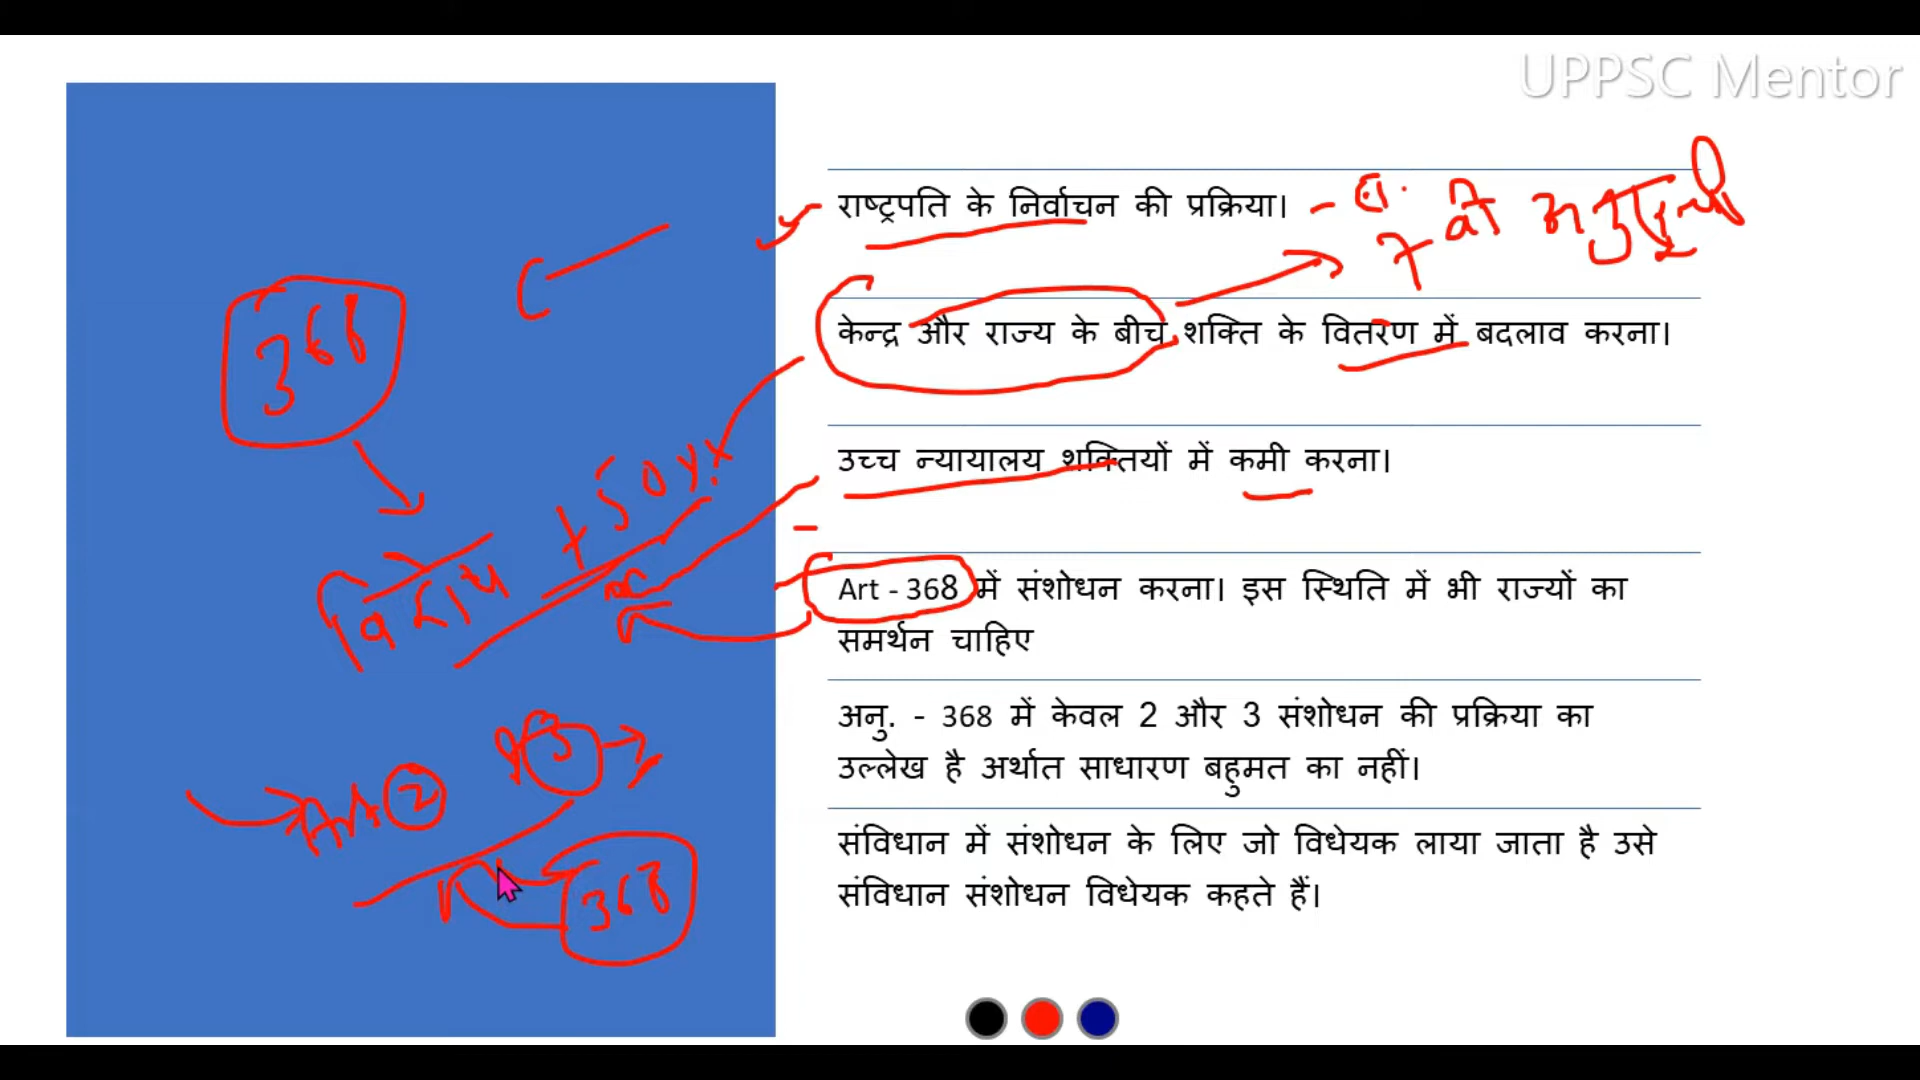 UPPSC Mentor
राष्ट्रपति के निर्वाचन की प्रक्रिया। -
7 वी अनुसूची
केन्द्र और राज्य के बीच शक्ति के वितरण में बदलाव करना।
उच्च न्यायालय शक्तियों में कमी करना।
Art - 368 में संशोधन करना। इस स्थिति में भी राज्यों का
समर्थन चाहिए
अनु. - 368 में केवल 2 और 3 संशोधन की प्रक्रिया का
उल्लेख है अर्थात साधारण बहुमत का नहीं।
संविधान में संशोधन के लिए जो विधेयक लाया जाता है उसे
संविधान संशोधन विधेयक कहते हैं।
368
विशेष + 50%
Art 2
3
368